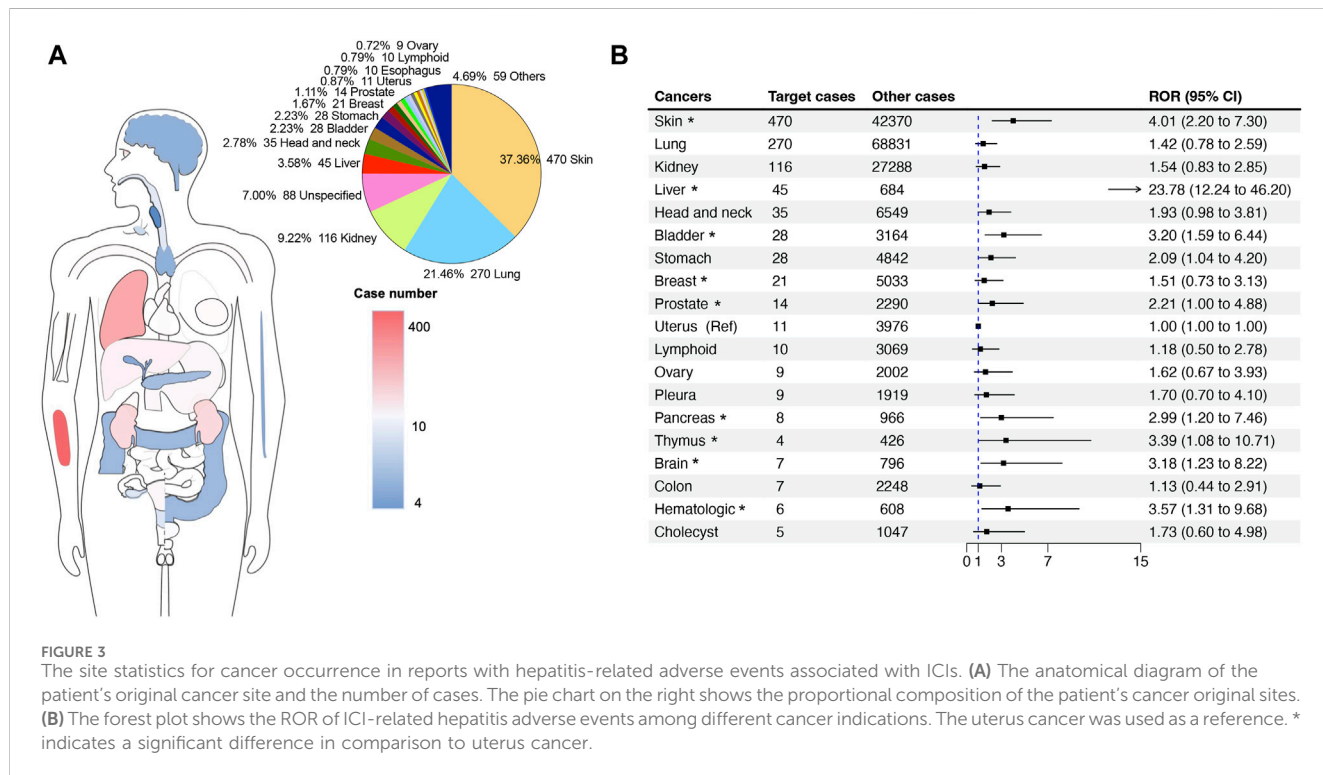 A
0.72% 9 Ovary
0.79% 10 Lymphoid
0.79% 10 Esophagus
0.87% 11 Uterus
1.11% 14 Prostate
1.67% 21 Breast
2.23% 28 Stomach
2.23% 28 Bladder
2.78% 35 Head and neck
3.58% 45 Liver
7.00% 88 Unspecified
9.22% 116 Kidney
21.46% 270 Lung
37.36% 470 Skin
4.69% 59 Others
Case number
400
10
4
B
Cancers Target cases Other cases ROR (95% CI)
Skin * 470 42370 4.01 (2.20 to 7.30)
Lung 270 68831 1.42 (0.78 to 2.59)
Kidney 116 27288 1.54 (0.83 to 2.85)
Liver * 45 684 23.78 (12.24 to 46.20)
Head and neck 35 6549 1.93 (0.98 to 3.81)
Bladder * 28 3164 3.20 (1.59 to 6.44)
Stomach 28 4842 2.09 (1.04 to 4.20)
Breast * 21 5033 1.51 (0.73 to 3.13)
Prostate * 14 2290 2.21 (1.00 to 4.88)
Uterus (Ref) 11 3976 1.00 (1.00 to 1.00)
Lymphoid 10 3069 1.18 (0.50 to 2.78)
Ovary 9 2002 1.62 (0.67 to 3.93)
Pleura 9 1919 1.70 (0.70 to 4.10)
Pancreas * 8 966 2.99 (1.20 to 7.46)
Thymus * 4 426 3.39 (1.08 to 10.71)
Brain * 7 796 3.18 (1.23 to 8.22)
Colon 7 2248 1.13 (0.44 to 2.91)
Hematologic * 6 608 3.57 (1.31 to 9.68)
Cholecyst 5 1047 1.73 (0.60 to 4.98)
0 1 3 7 15
FIGURE 3
The site statistics for cancer occurrence in reports with hepatitis-related adverse events associated with ICIs. (A) The anatomical diagram of the
patient's original cancer site and the number of cases. The pie chart on the right shows the proportional composition of the patient's cancer original sites.
(B) The forest plot shows the ROR of ICI-related hepatitis adverse events among different cancer indications. The uterus cancer was used as a reference. *
indicates a significant difference in comparison to uterus cancer.